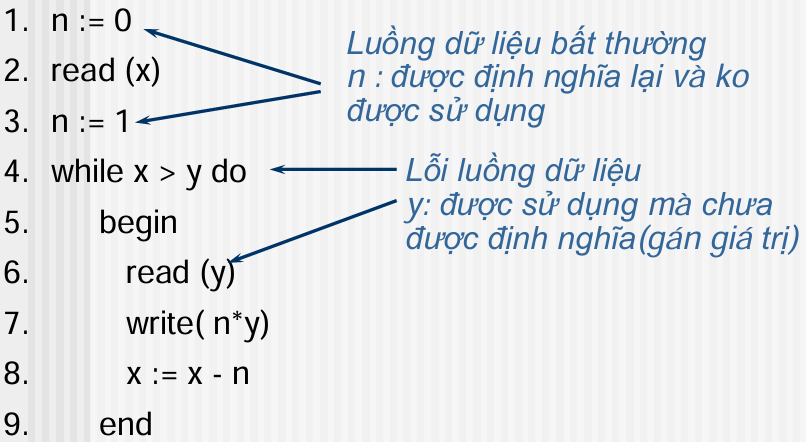 1. n := 0
2. read (x)
3. n := 1
4. while x > y do
5. begin
6. read (y)
7. write( n*y)
8. x := x - n
9. end
Luồng dữ liệu bất thường
n : được định nghĩa lại và ko
được sử dụng
Lỗi luồng dữ liệu
y: được sử dụng mà chưa
được định nghĩa(gán giá trị)